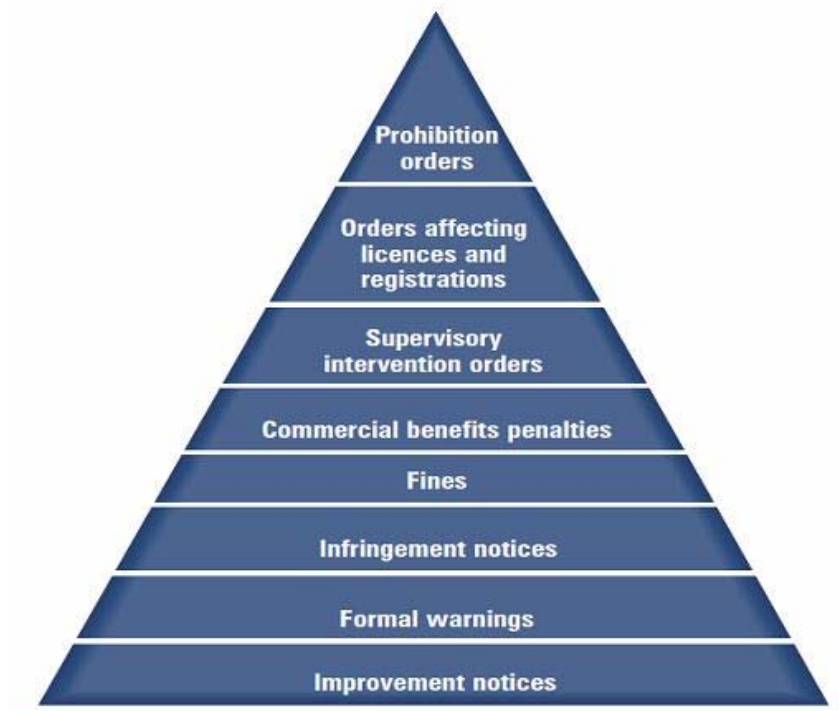 Prohibition
orders
Orders affecting
licences and
registrations
Supervisory
intervention orders
Commercial benefits penalties
Fines
Infringement notices
Formal warnings
Improvement notices